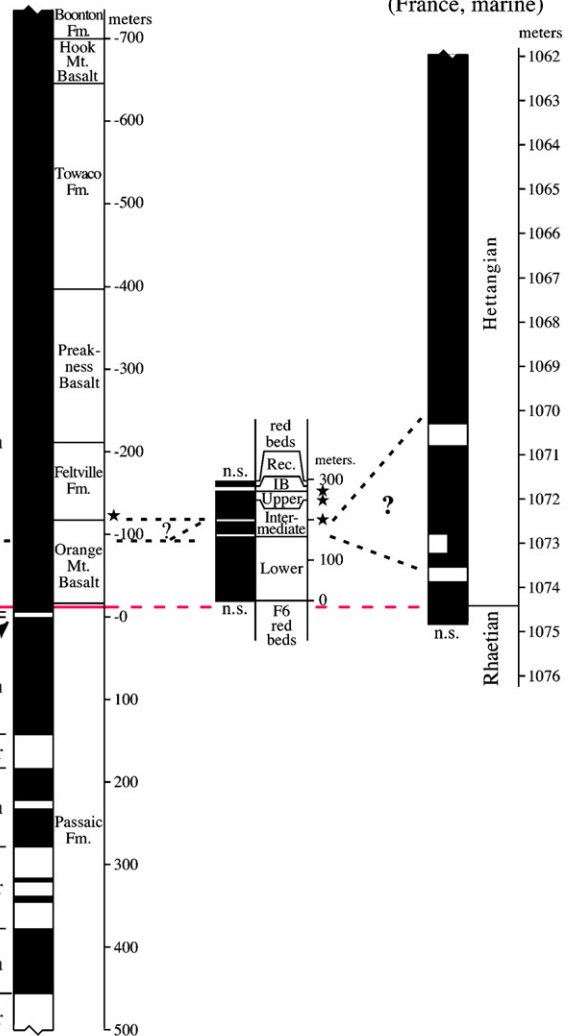 (France, marine)
meters
Boonton
Fm.
Hook
Mt.
Basalt
Towaco
Fm.
Preak-
ness
Basalt
Feltville
Fm.
Orange
Mt.
Basalt
Passaic
Fm.
meters
-700
-600
-500
-400
-300
-200
-100
-0
100
200
300
400
500
?
n.s.
n.s.
red
beds
Rec.
IB
Upper
Inter-
mediate
Lower
F6
red
beds
meters.
300
100
0
?
n.s.
Hettangian
Rhaetian
1062
1063
1064
1065
1066
1067
1068
1069
1070
1071
1072
1073
1074
1075
1076